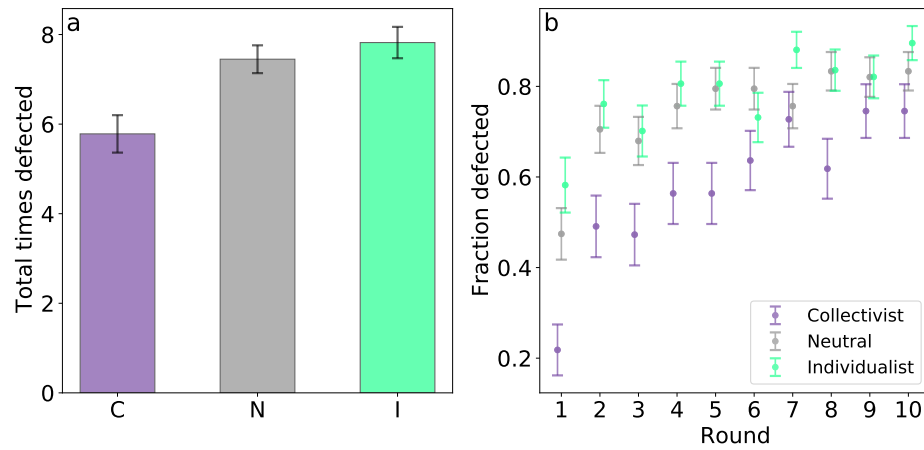 a
Total times defected
8
6
4
2
0
C N I
b
Fraction defected
0.8
0.6
0.4
0.2
Collectivist
Neutral
Individualist
1 2 3 4 5 6 7 8 9 10
Round